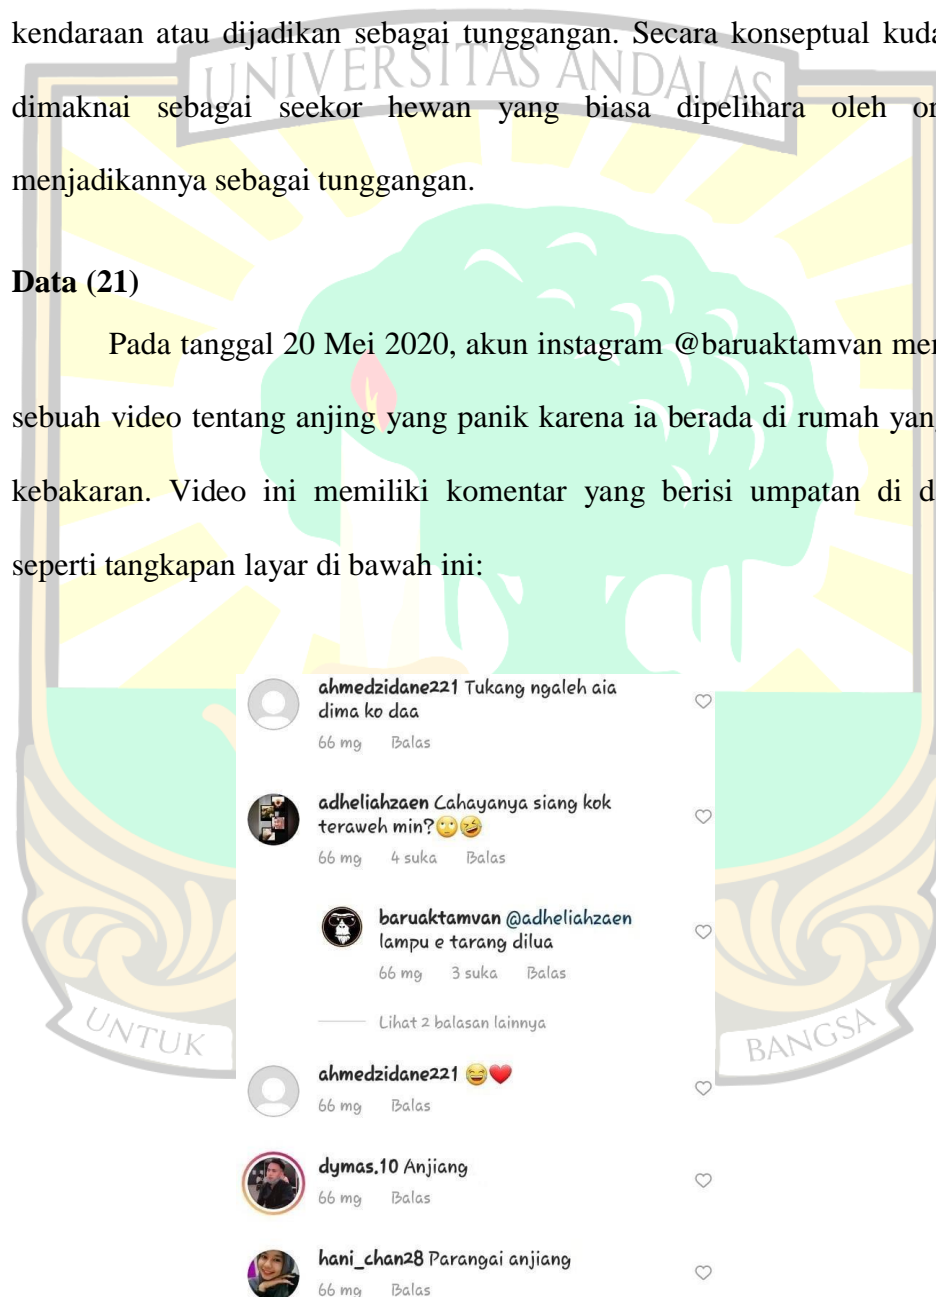 kendaraan atau dijadikan sebagai tunggangan. Secara konseptual kuda
UNIVERSITAS ANDALAS
dimaknai sebagai seekor hewan yang biasa dipelihara oleh or
menjadikannya sebagai tunggangan.
Data (21)
Pada tanggal 20 Mei 2020, akun instagram @baruaktamvan men
sebuah video tentang anjing yang panik karena ia berada di rumah yang
kebakaran. Video ini memiliki komentar yang berisi umpatan di d
seperti tangkapan layar di bawah ini:
ahmedzidane221 Tukang ngaleh aia
dima ko daa
66 mg Balas
adheliahzaen Cahayanya siang kok
teraweh min?🙄🤣
66 mg 4 suka Balas
baruaktamvan @adheliahzaen
lampu e tarang dilua
66 mg 3 suka Balas
Lihat 2 balasan lainnya
UNTUK
BANGSA
ahmedzidane221 😂❤️
66 mg Balas
dymas.10 Anjiang
66 mg Balas
hani_chan28 Parangai anjiang
66 mg Balas